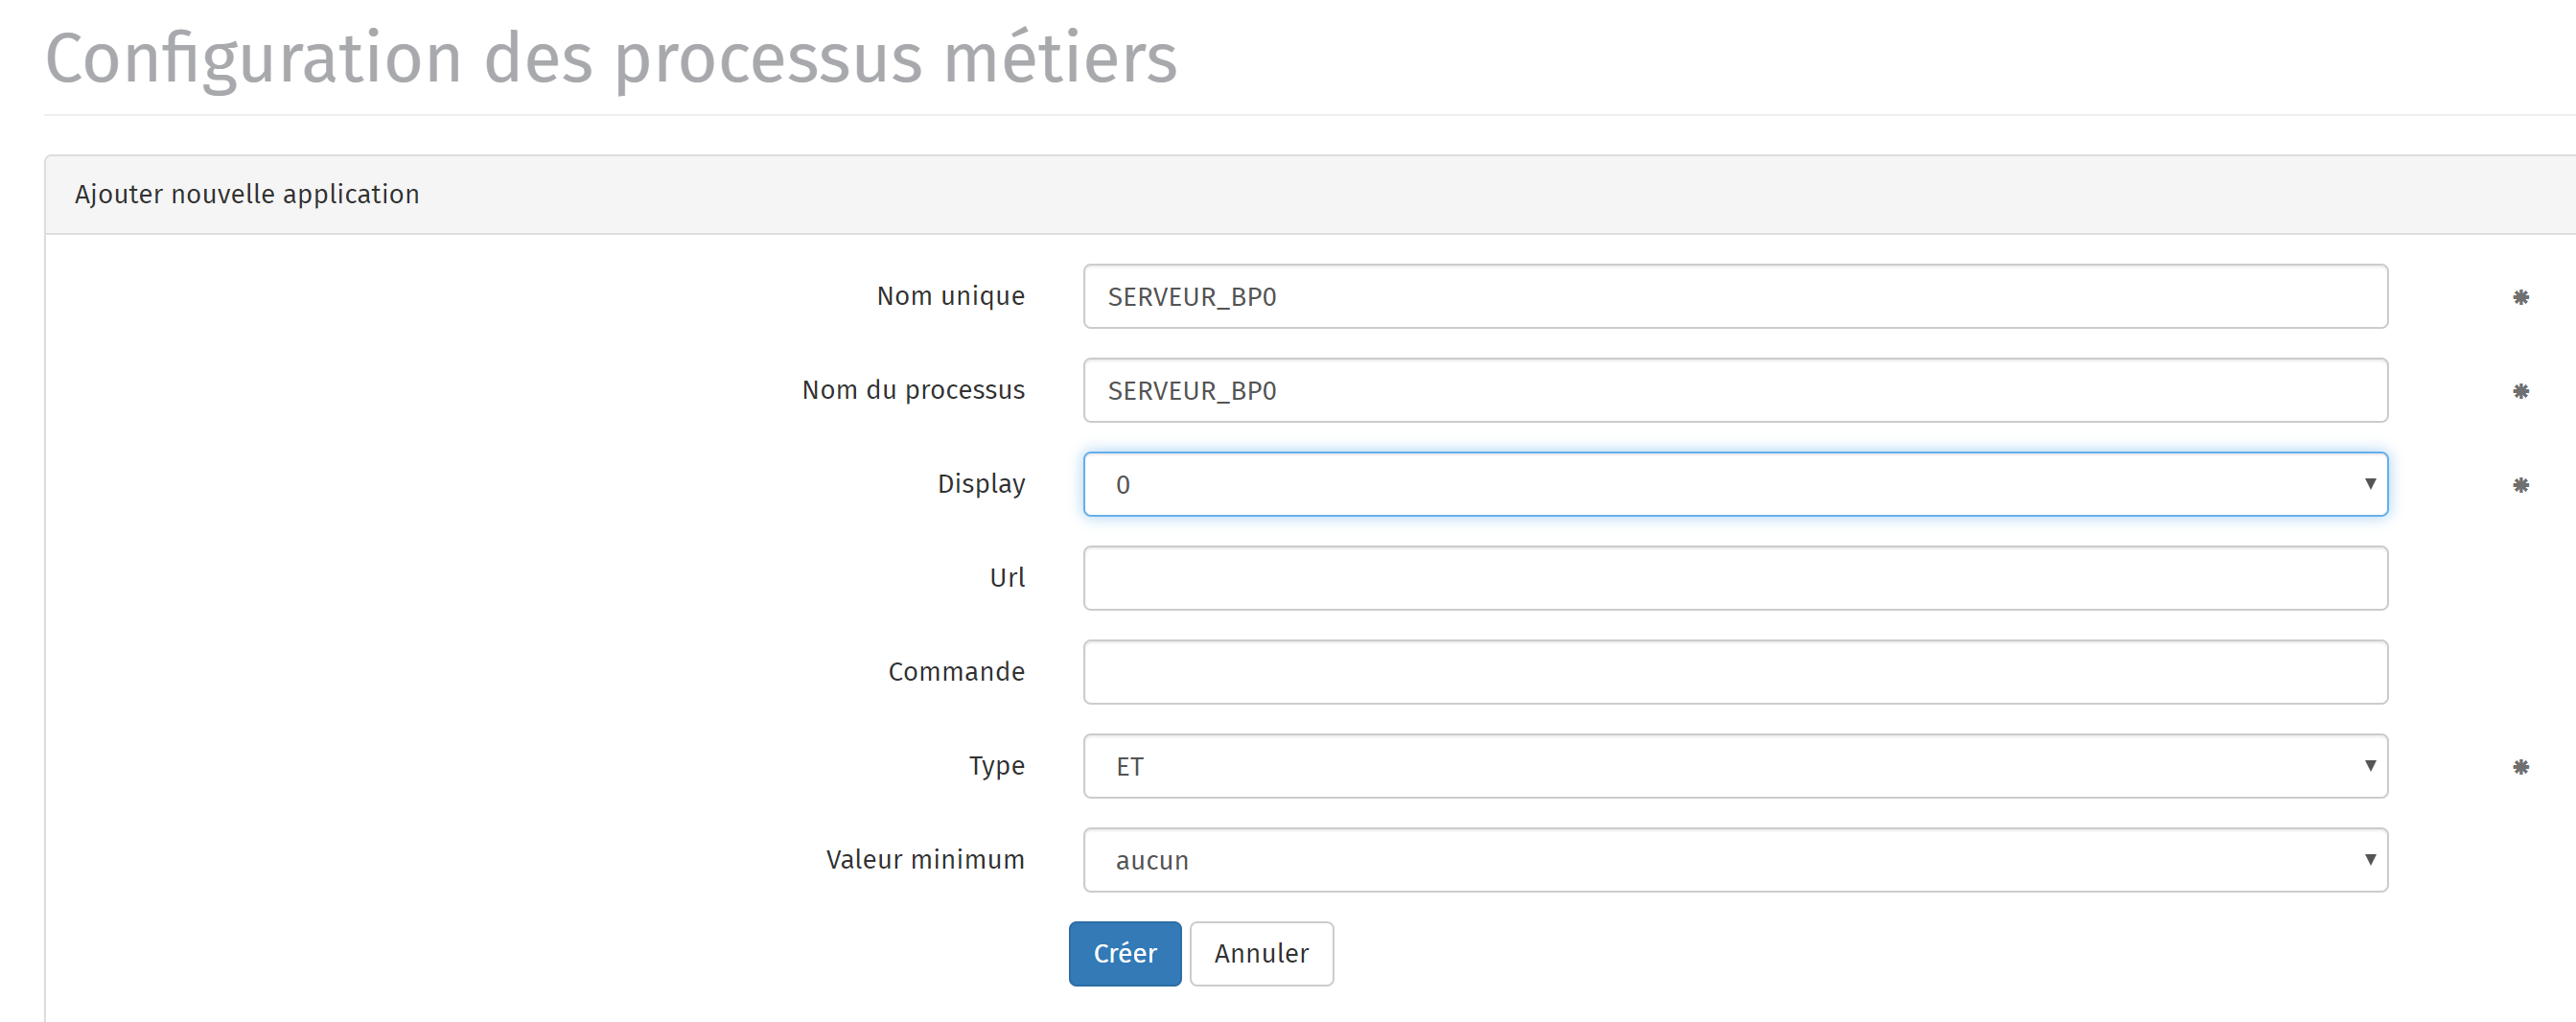 Configuration des processus métiers
Ajouter nouvelle application
Nom unique SERVEUR_BP0 *
Nom du processus SERVEUR_BP0 *
Display 0 *
Url
Commande
Type ET *
Valeur minimum aucun
Créer Annuler